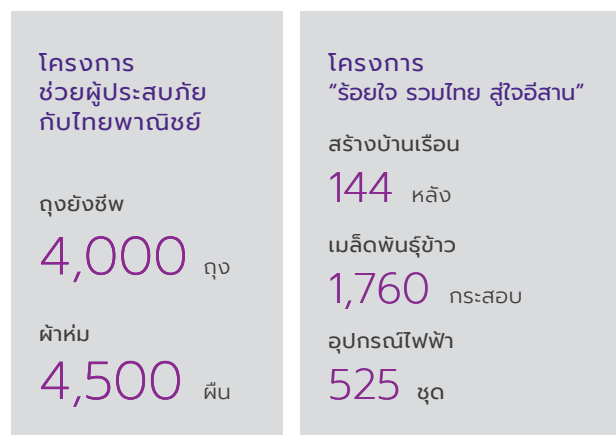 โครงการ
ช่วยผู้ประสบภัย
กับไทยพาณิชย์
ถุงยังชีพ
4,000 ถุง
ผ้าห่ม
4,500 ผืน
โครงการ
“ร้อยใจ รวมไทย สู่ใจอีสาน”
สร้างบ้านเรือน
144 หลัง
เมล็ดพันธุ์ข้าว
1,760 กระสอบ
อุปกรณ์ไฟฟ้า
525 ชุด